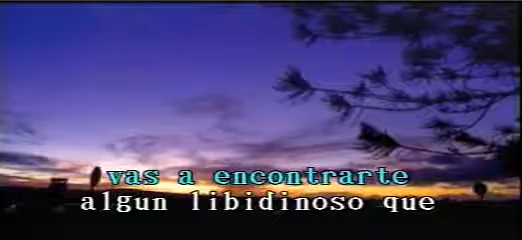 vas a encontrarte
algun libidinoso que